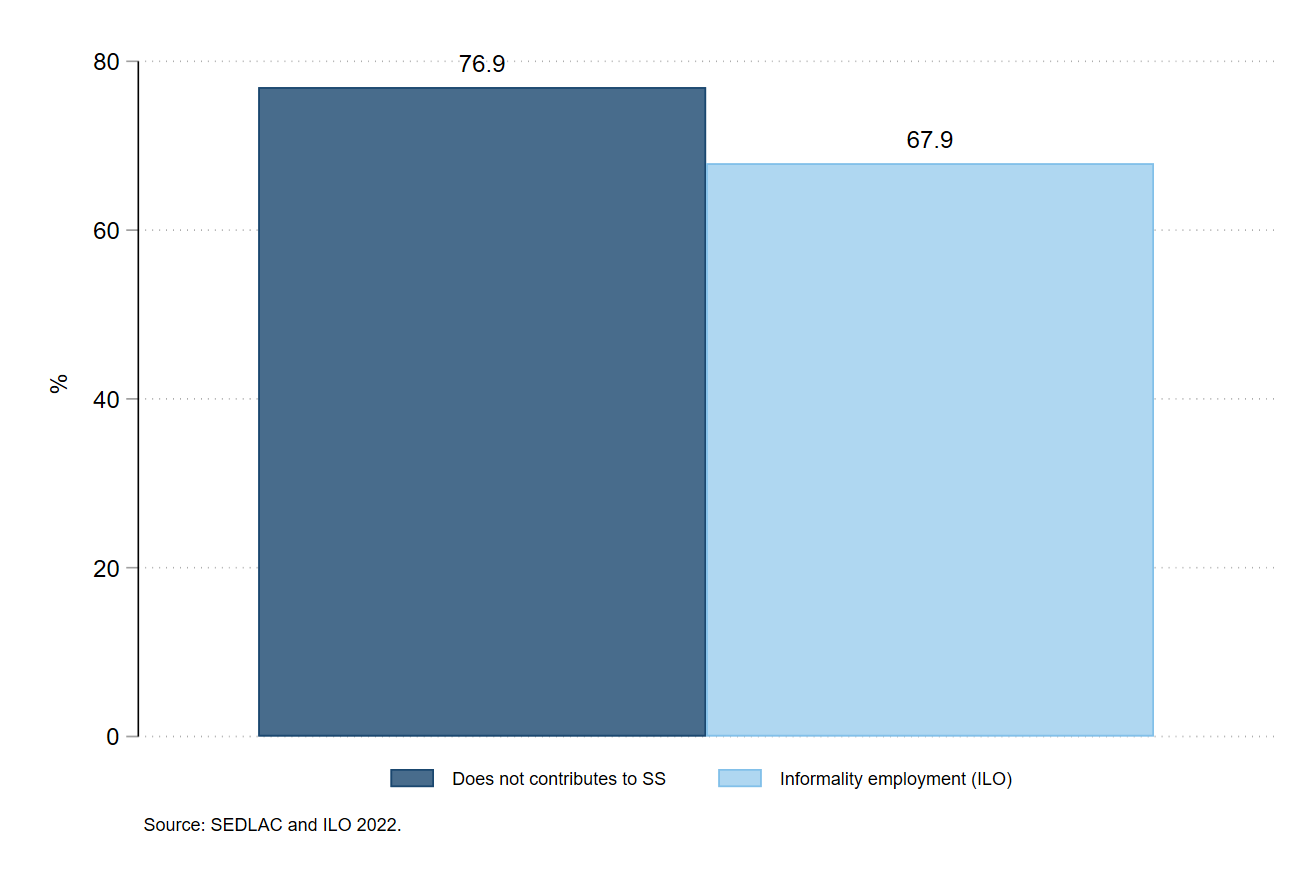 80
76.9
67.9
60
%
40
20
0
Does not contributes to SS
Informality employment (ILO)
Source: SEDLAC and ILO 2022.